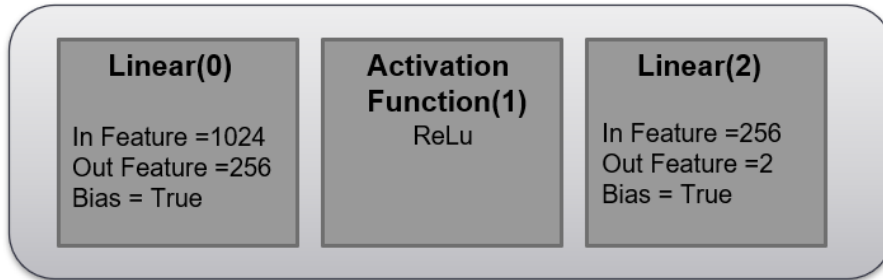 Linear(0)
In Feature =1024
Out Feature =256
Bias = True
Activation
Function(1)
ReLu
Linear(2)
In Feature =256
Out Feature =2
Bias = True